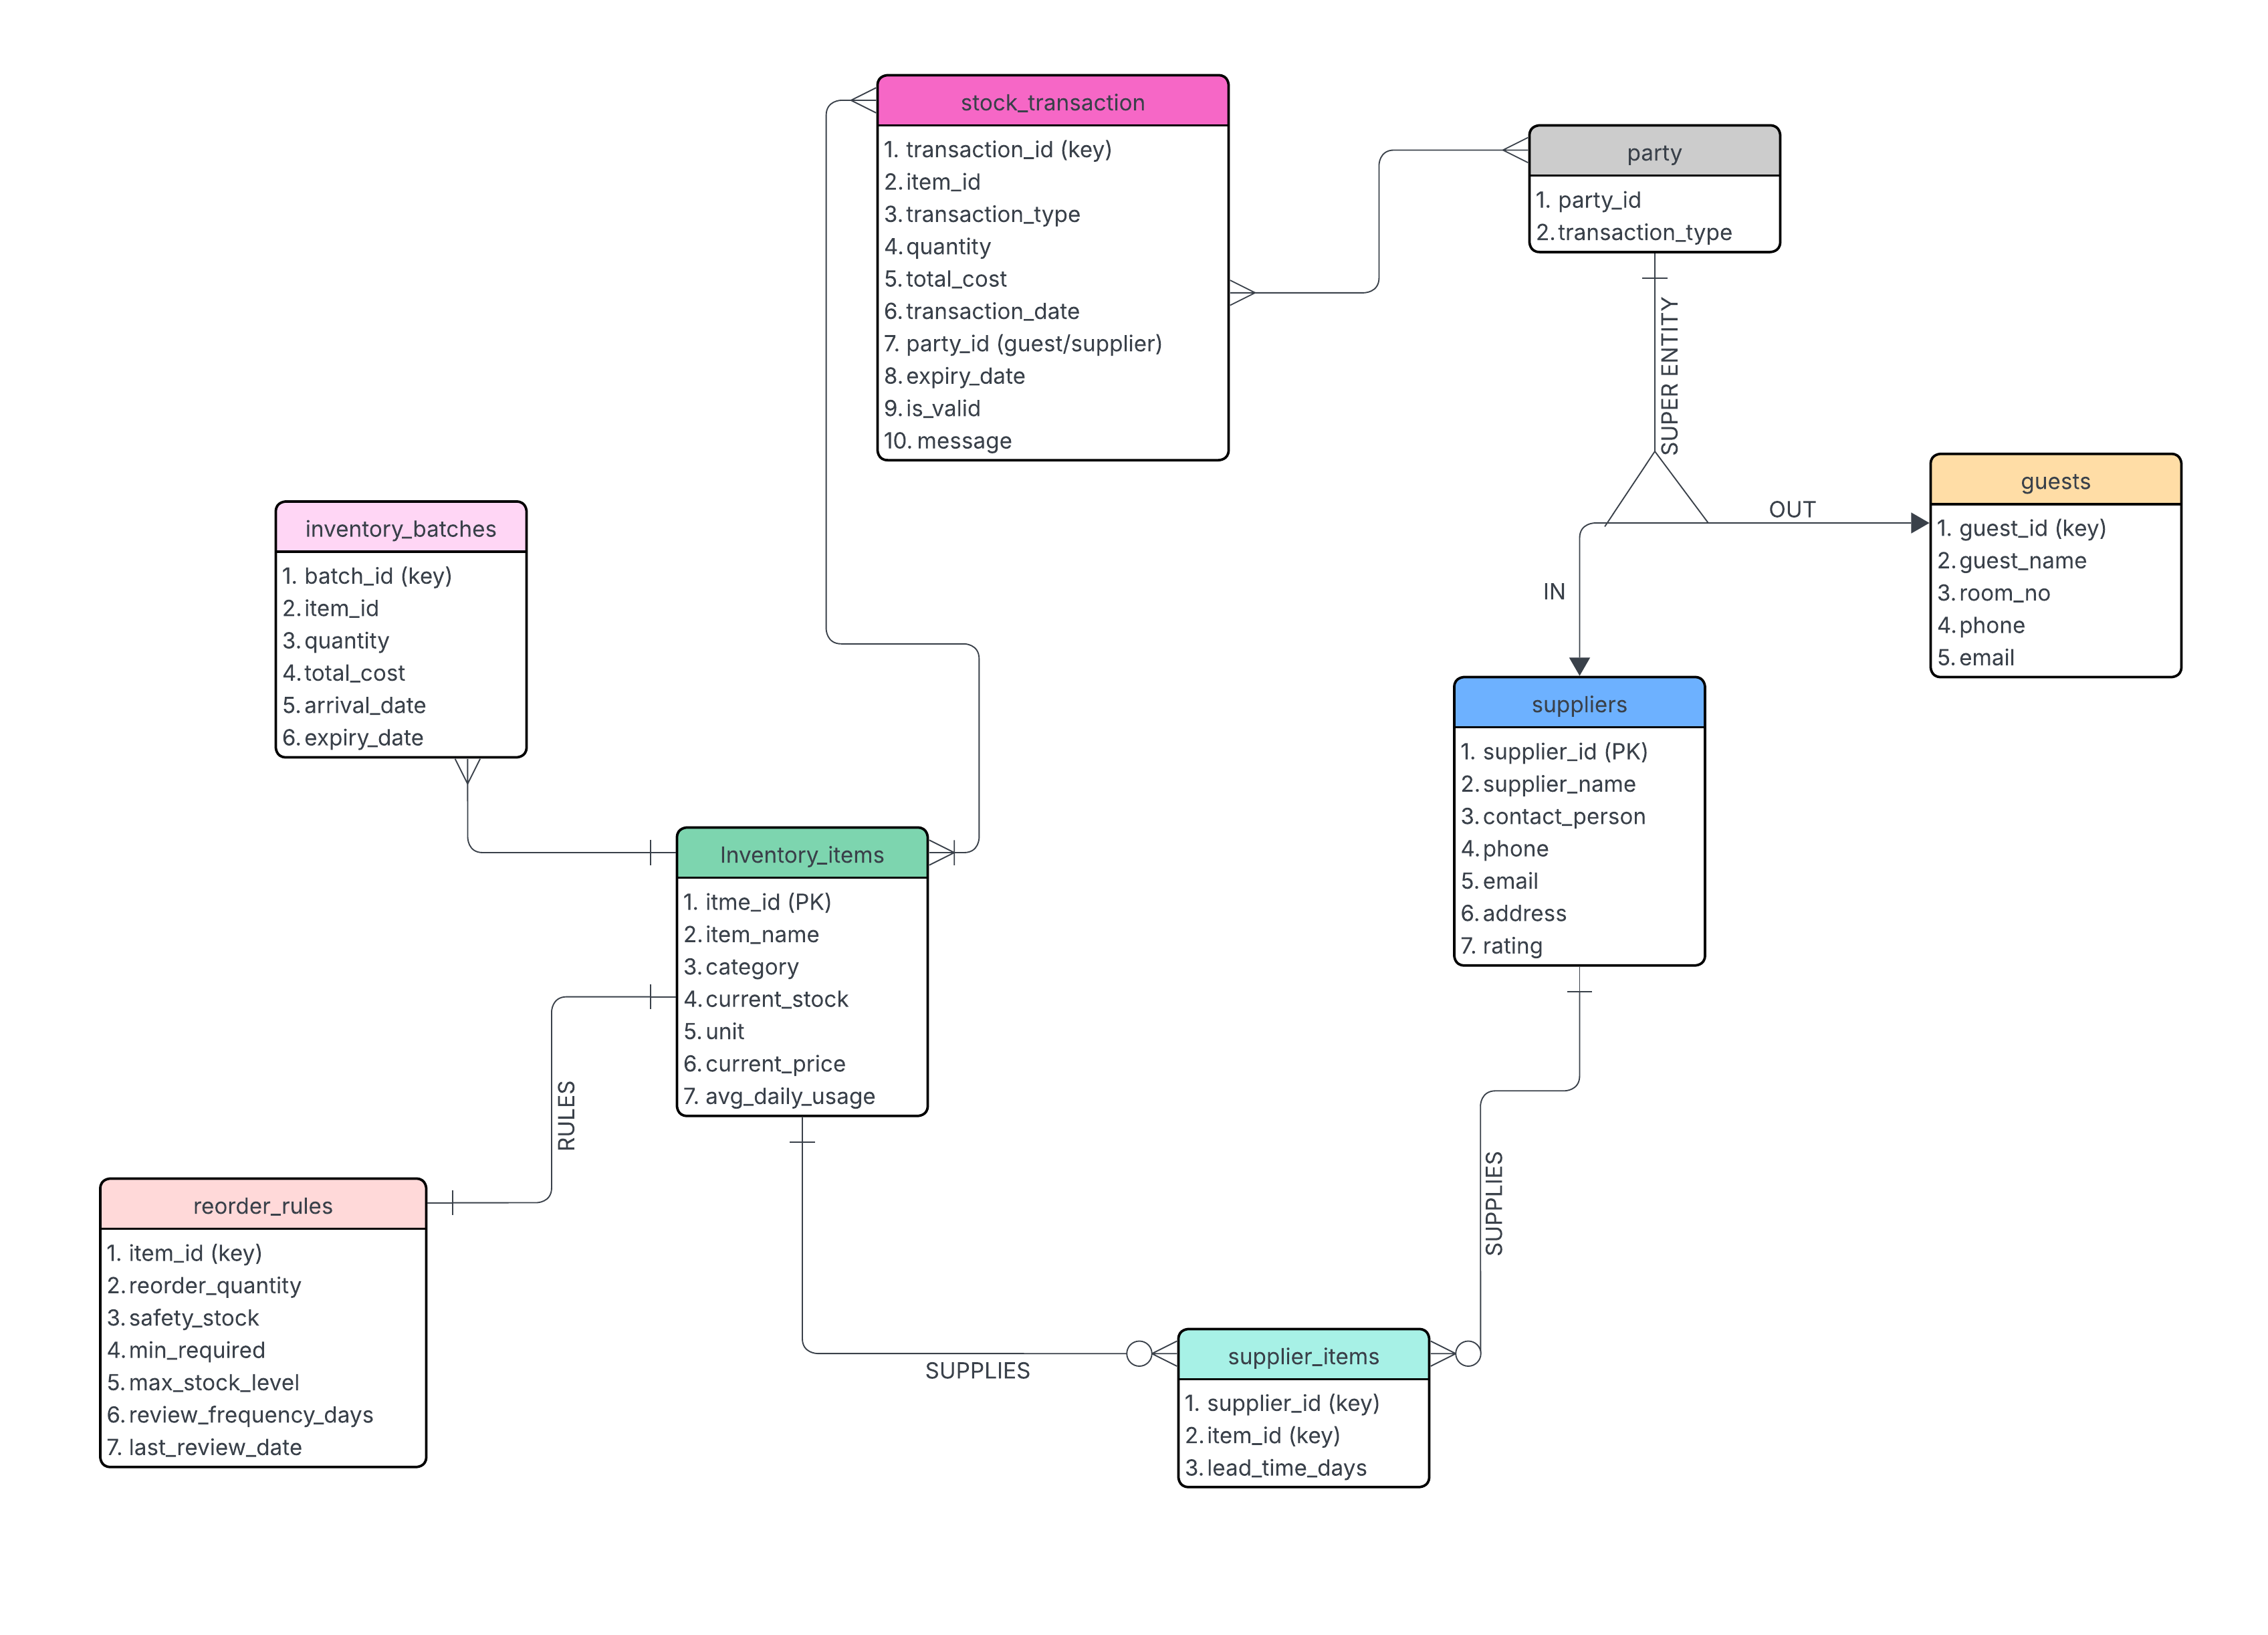 stock_transaction
1. transaction_id (key)
2. item_id
3. transaction_type
4. quantity
5. total_cost
6. transaction_date
7. party_id (guest/supplier)
8. expiry_date
9. is_valid
10. message
party
1. party_id
2. transaction_type
SUPER ENTITY
OUT
IN
guests
1. guest_id (key)
2. guest_name
3. room_no
4. phone
5. email
inventory_batches
1. batch_id (key)
2. item_id
3. quantity
4. total_cost
5. arrival_date
6. expiry_date
suppliers
1. supplier_id (PK)
2. supplier_name
3. contact_person
4. phone
5. email
6. address
7. rating
Inventory_items
1. itme_id (PK)
2. item_name
3. category
4. current_stock
5. unit
6. current_price
7. avg_daily_usage
RULES
SUPPLIES
reorder_rules
1. item_id (key)
2. reorder_quantity
3. safety_stock
4. min_required
5. max_stock_level
6. review_frequency_days
7. last_review_date
SUPPLIES
supplier_items
1. supplier_id (key)
2. item_id (key)
3. lead_time_days